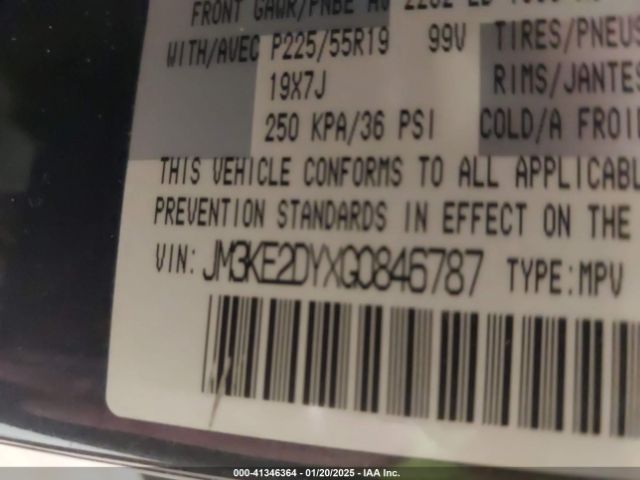 FRONT GAWR/PNBE AV
WITH/AVEC P225/55R19 99V TIRES/PNEUS
19X7J RIMS/JANTES
250 KPA/36 PSI COLD/A FROID
THIS VEHICLE CONFORMS TO ALL APPLICABL
PREVENTION STANDARDS IN EFFECT ON THE
VIN: JM3KE2DYXG0846787 TYPE:MPV
000-41346364 | 01/20/2025 - IAA Inc.